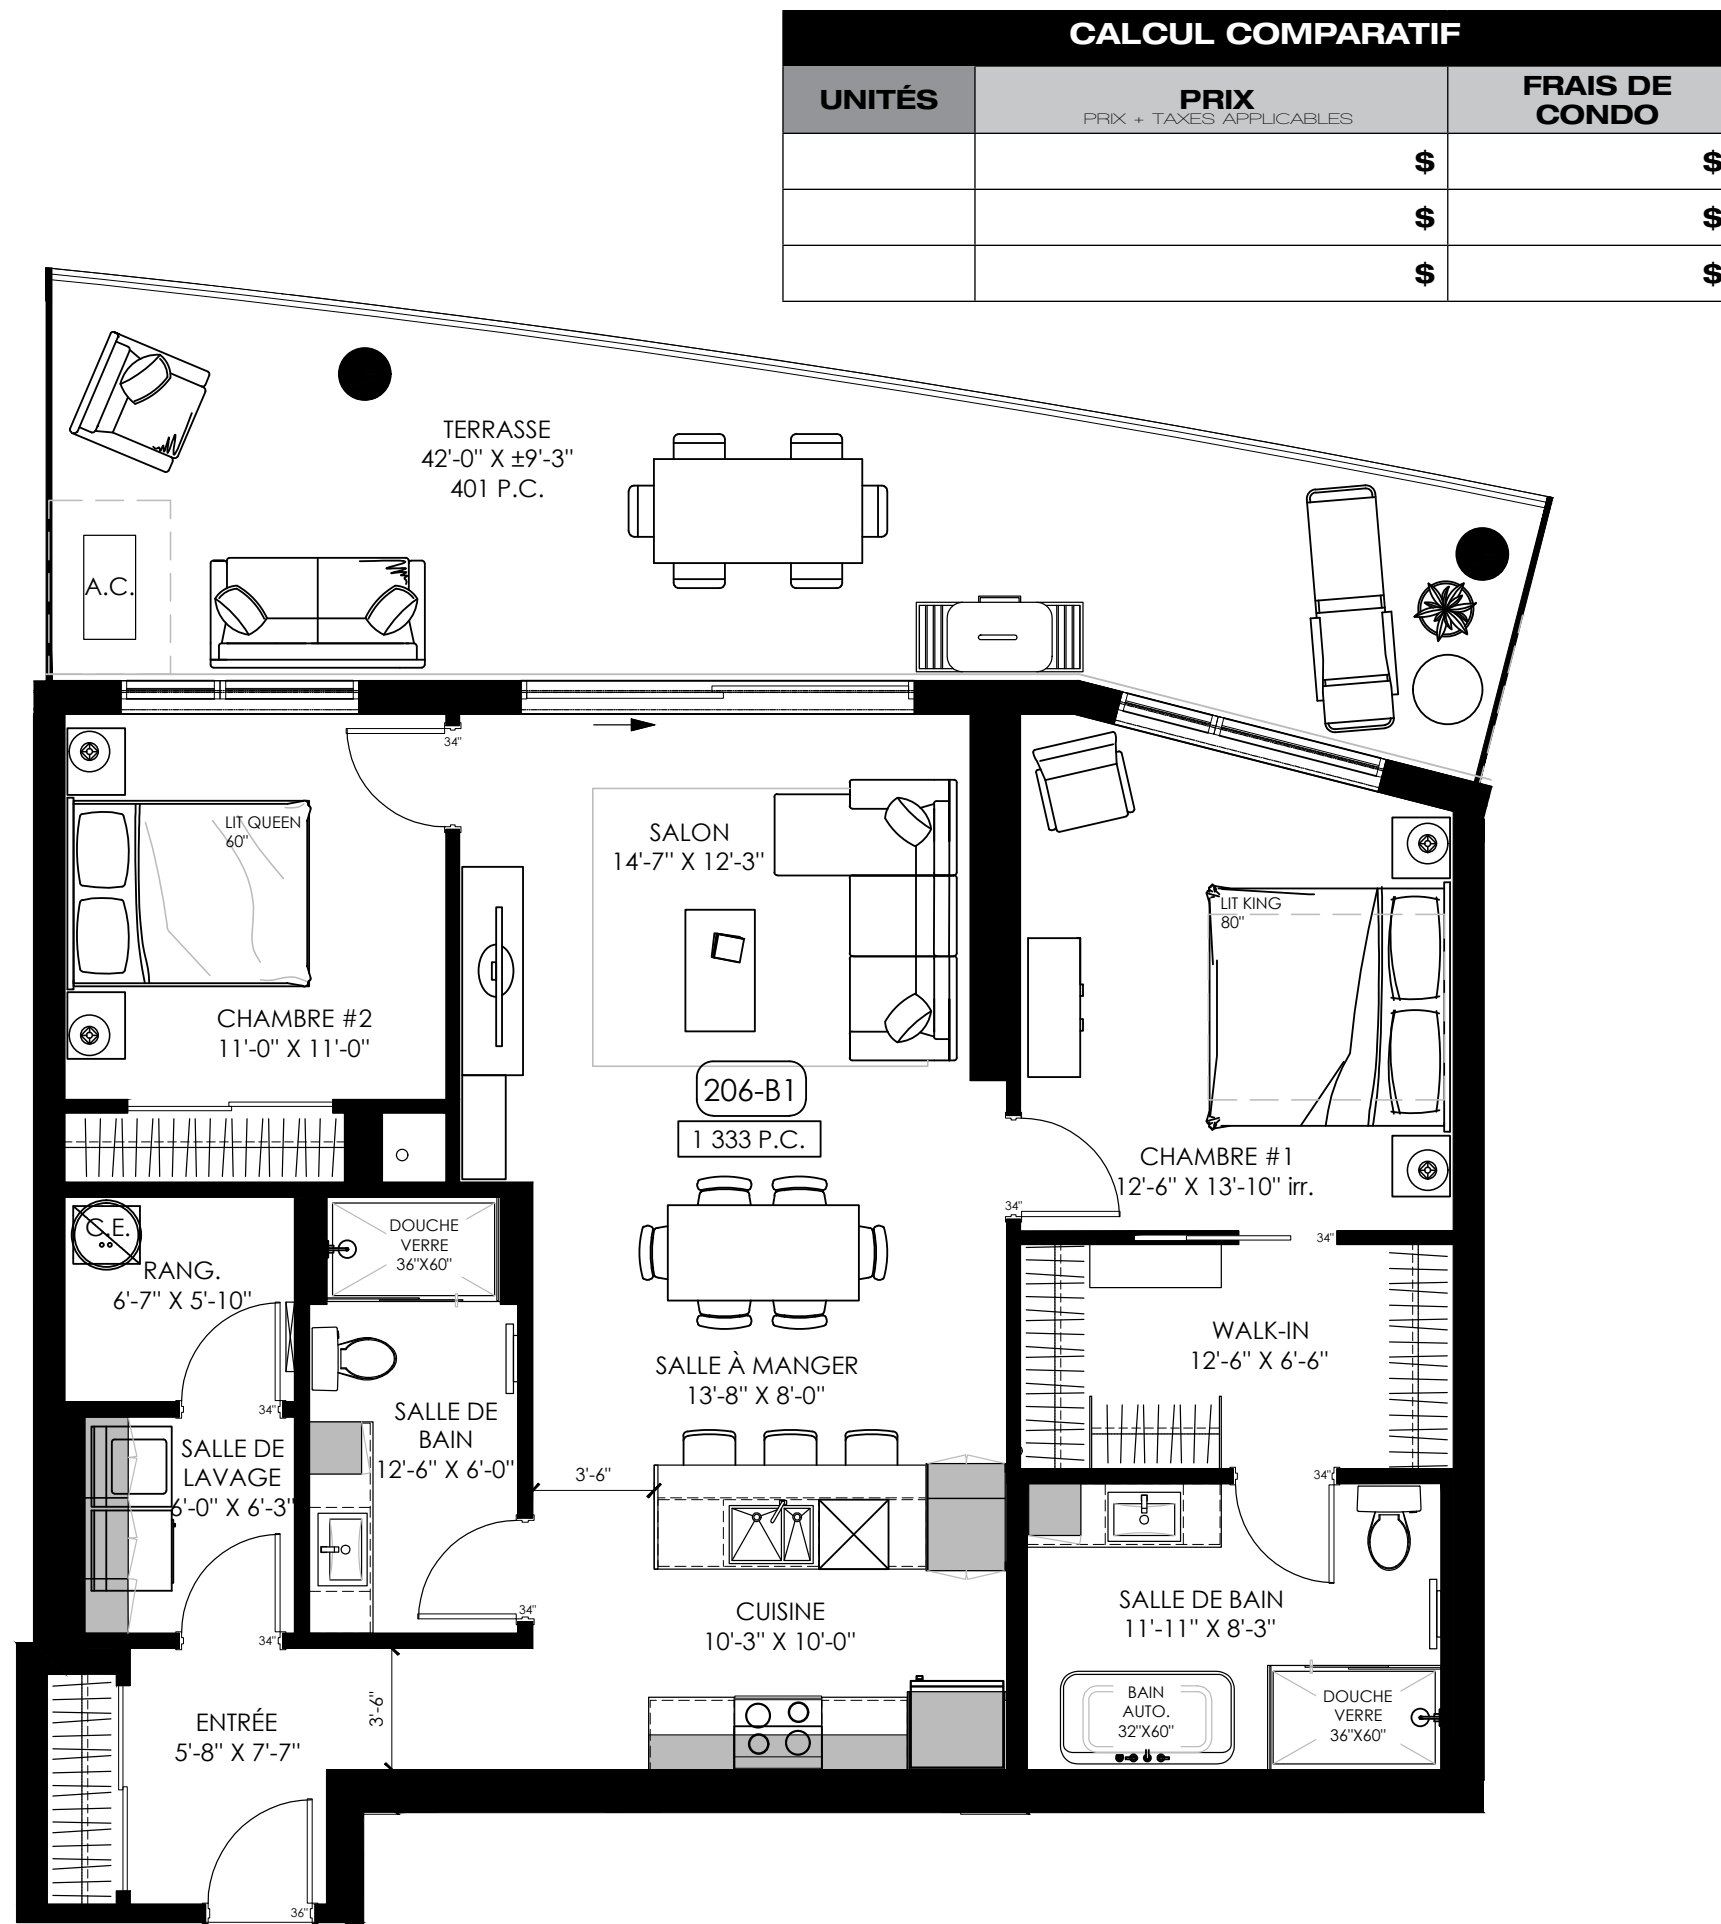 CALCUL COMPARATIF
UNITÉS
PRIX
PRIX + TAXES APPLICABLES
FRAIS DE
CONDO
$ $
$ $
$ $
TERRASSE
42'-0" X ±9'-3"
401 P.C.
A.C.
34"
LIT QUEEN
60"
SALON
14'-7" X 12'-3"
LIT KING
80"
CHAMBRE #2
11'-0" X 11'-0"
206-B1
1 333 P.C.
CHAMBRE #1
12'-6" X 13'-10" irr.
34"
34"
C.E.
RANG.
6'-7" X 5'-10"
DOUCHE
VERRE
36"X60"
WALK-IN
12'-6" X 6'-6"
SALLE À MANGER
13'-8" X 8'-0"
34"
SALLE DE
BAIN
12'-6" X 6'-0"
SALLE DE
LAVAGE
6'-0" X 6'-3"
3'-6"
34"
34"
34"
CUISINE
10'-3" X 10'-0"
SALLE DE BAIN
11'-11" X 8'-3"
3'-6"
ENTRÉE
5'-8" X 7'-7"
BAIN
AUTO.
32"X60"
DOUCHE
VERRE
36"X60"
36"